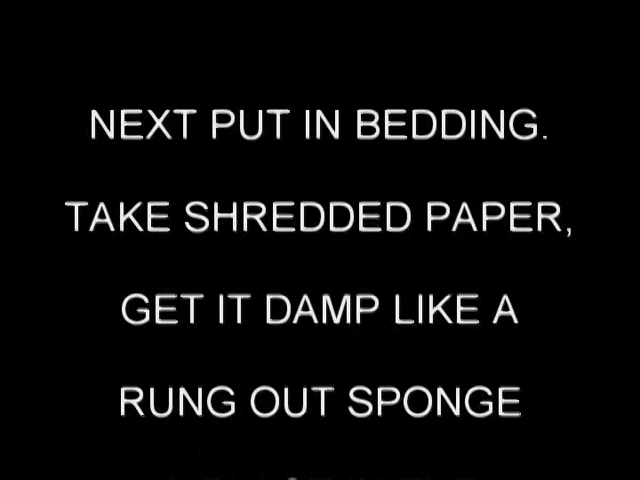 NEXT PUT IN BEDDING.
TAKE SHREDDED PAPER,
GET IT DAMP LIKE A
RUNG OUT SPONGE